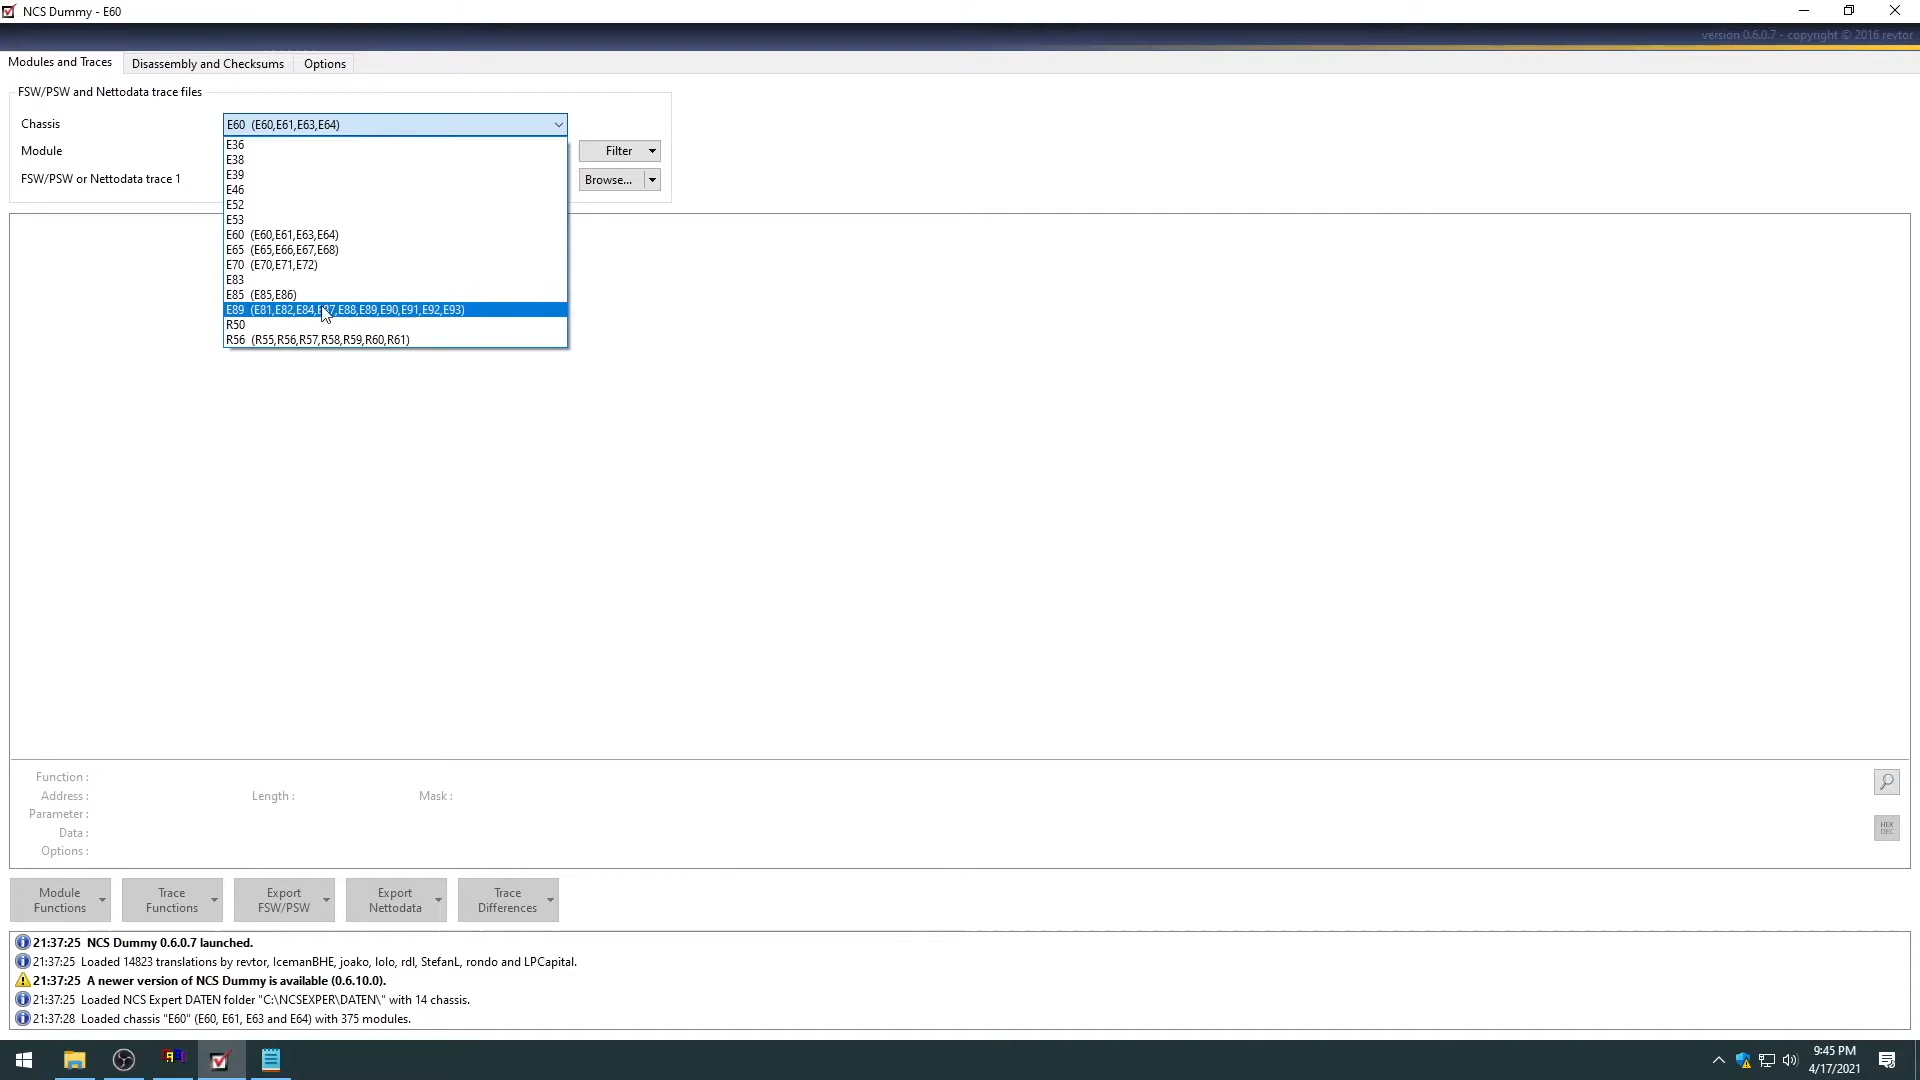 NCS Dummy - E60
version 0.6.0.7 - copyright © 2016 revtor
Modules and Traces
Disassembly and Checksums
Options
FSW/PSW and Nettodata trace files
Chassis
E60 (E60,E61,E63,E64)
Module
Filter
FSW/PSW or Nettodata trace 1
Browse...
E36
E38
E39
E46
E52
E53
E60 (E60,E61,E63,E64)
E65 (E65,E66,E67,E68)
E70 (E70,E71,E72)
E83
E85 (E85,E86)
E89 (E81,E82,E84,E87,E88,E89,E90,E91,E92,E93)
R50
R56 (R55,R56,R57,R58,R59,R60,R61)
Function :
Address :
Length :
Mask :
Parameter :
Data :
Options :
HEX
DEC
Module
Functions
Trace
Functions
Export
FSW/PSW
Export
Nettodata
Trace
Differences
21:37:25 NCS Dummy 0.6.0.7 launched.
21:37:25 Loaded 14823 translations by revtor, IcemanBHE, joako, lolo, rdl, StefanL, rondo and LPCapital.
21:37:25 A newer version of NCS Dummy is available (0.6.10.0).
21:37:25 Loaded NCS Expert DATEN folder "C:\NCSEXPER\DATEN\" with 14 chassis.
21:37:28 Loaded chassis "E60" (E60, E61, E63 and E64) with 375 modules.
9:45 PM
4/17/2021